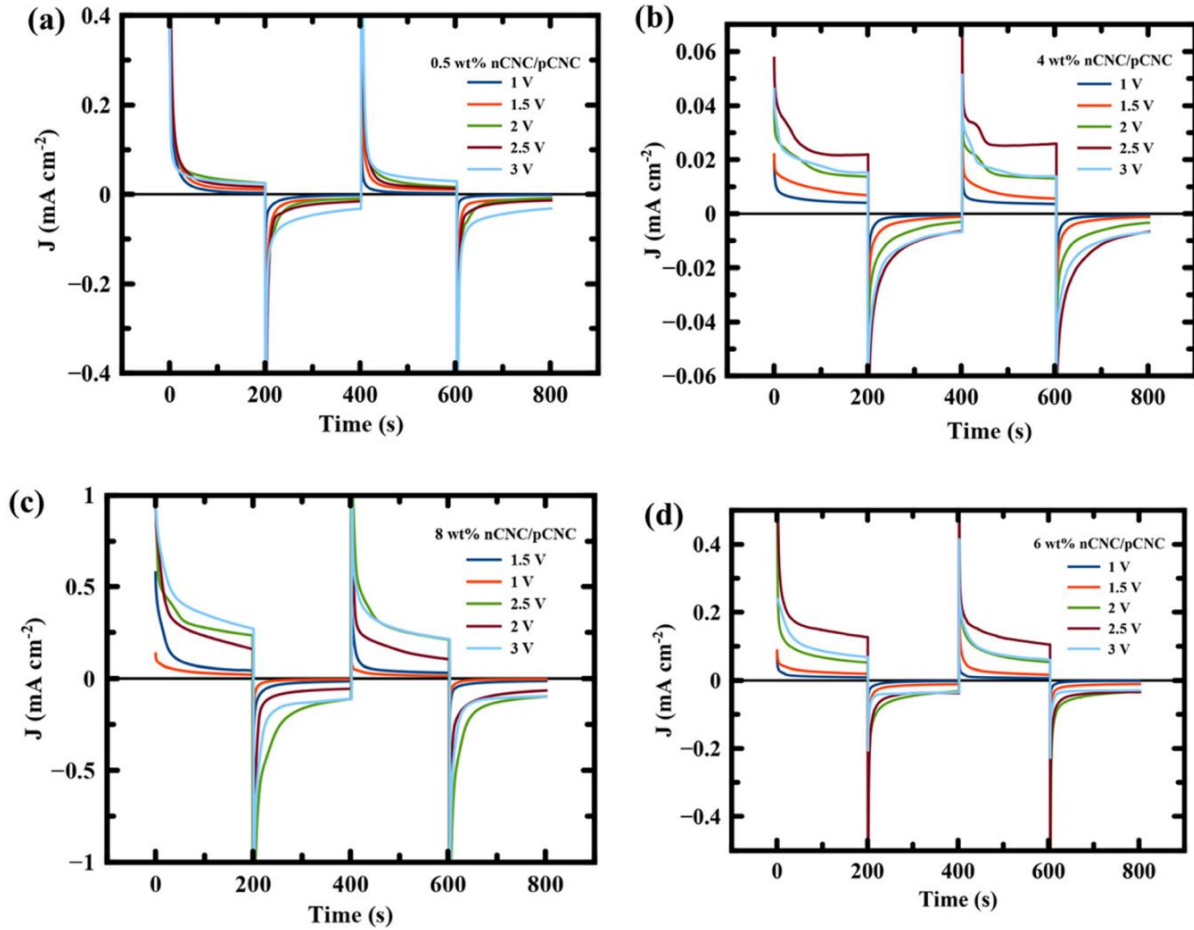 (a)
0.5 wt% nCNC/pCNC
1 V
1.5 V
2 V
2.5 V
3 V
0.4
0.2
0
−0.2
−0.4
J (mA cm-2)
0 200 400 600 800
Time (s)
(b)
4 wt% nCNC/pCNC
1 V
1.5 V
2 V
2.5 V
3 V
0.06
0.04
0.02
0
−0.02
−0.04
−0.06
J (mA cm-2)
0 200 400 600 800
Time (s)
(c)
8 wt% nCNC/pCNC
1.5 V
1 V
2.5 V
2 V
3 V
1
0.5
0
−0.5
−1
J (mA cm-2)
0 200 400 600 800
Time (s)
(d)
6 wt% nCNC/pCNC
1 V
1.5 V
2 V
2.5 V
3 V
0.4
0.2
0
−0.2
−0.4
J (mA cm-2)
0 200 400 600 800
Time (s)